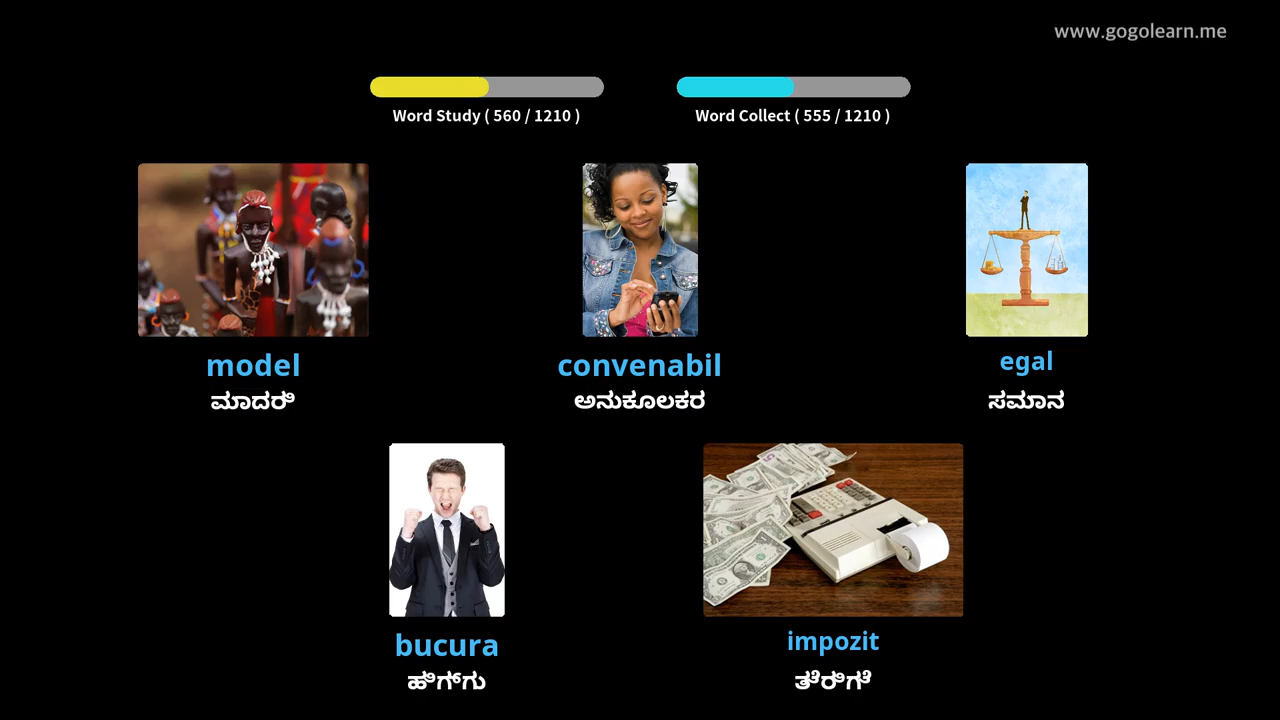 www.gogolearn.me
Word Study ( 560 / 1210 )
Word Collect ( 555 / 1210 )
model
ಮಾದರಿ
convenabil
ಅನುಕೂಲಕರ
egal
ಸಮಾನ
bucura
ಹಿಗ್ಗು
impozit
ತೆರಿಗೆ